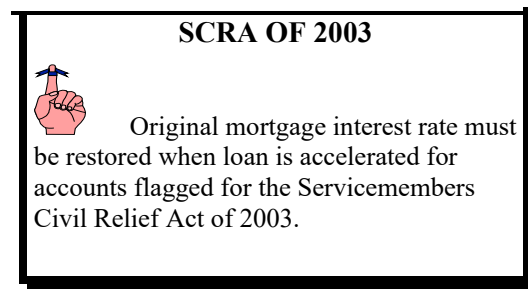 SCRA OF 2003
Original mortgage interest rate must
be restored when loan is accelerated for
accounts flagged for the Servicemembers
Civil Relief Act of 2003.